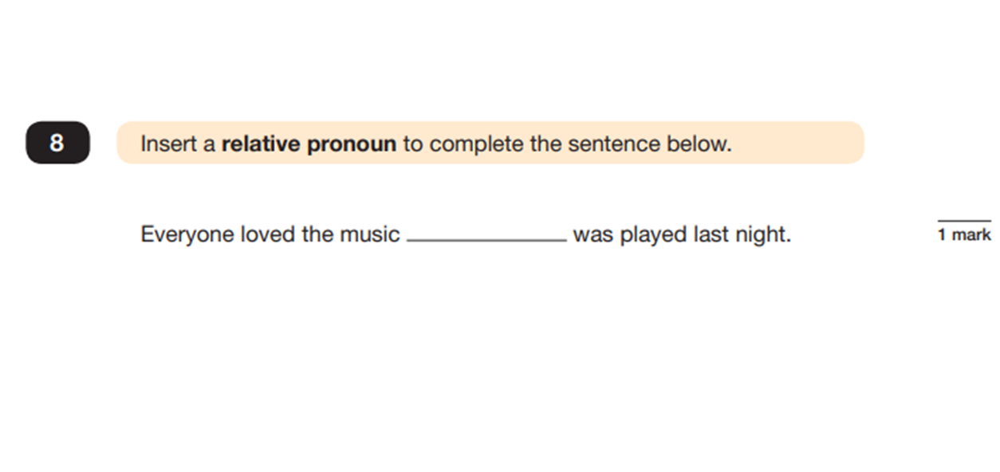 8 Insert a relative pronoun to complete the sentence below.
Everyone loved the music ____________ was played last night.
1 mark